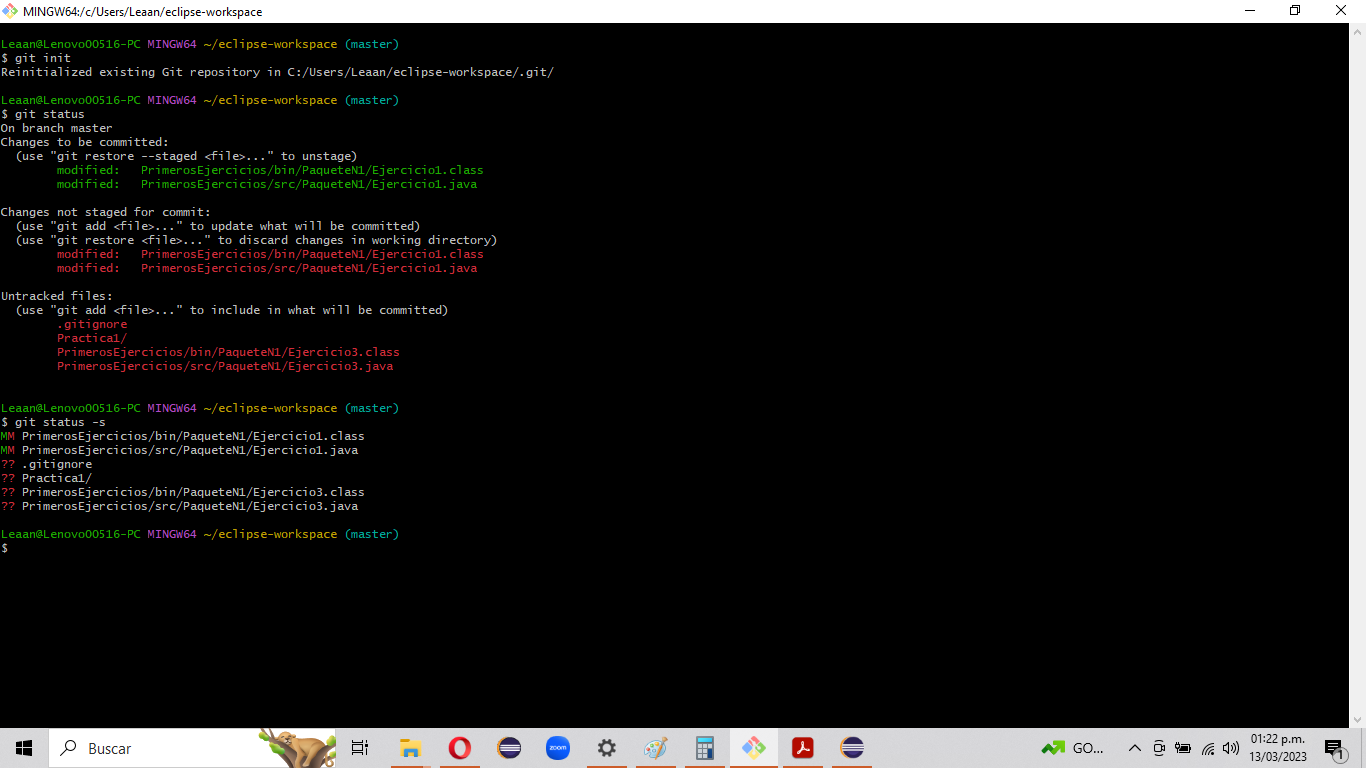 MINGW64:/c/Users/Leaan/eclipse-workspace
Leaan@Lenovo00516-PC MINGW64 ~/eclipse-workspace (master)
$ git init
Reinitialized existing Git repository in C:/Users/Leaan/eclipse-workspace/.git/
Leaan@Lenovo00516-PC MINGW64 ~/eclipse-workspace (master)
$ git status
On branch master
Changes to be committed:
  (use "git restore --staged <file>..." to unstage)
        modified:   PrimerosEjercicios/bin/PaqueteN1/Ejercicio1.class
        modified:   PrimerosEjercicios/src/PaqueteN1/Ejercicio1.java
Changes not staged for commit:
  (use "git add <file>..." to update what will be committed)
  (use "git restore <file>..." to discard changes in working directory)
        modified:   PrimerosEjercicios/bin/PaqueteN1/Ejercicio1.class
        modified:   PrimerosEjercicios/src/PaqueteN1/Ejercicio1.java
Untracked files:
  (use "git add <file>..." to include in what will be committed)
        .gitignore
        Practica1/
        PrimerosEjercicios/bin/PaqueteN1/Ejercicio3.class
        PrimerosEjercicios/src/PaqueteN1/Ejercicio3.java
Leaan@Lenovo00516-PC MINGW64 ~/eclipse-workspace (master)
$ git status -s
MM PrimerosEjercicios/bin/PaqueteN1/Ejercicio1.class
MM PrimerosEjercicios/src/PaqueteN1/Ejercicio1.java
?? .gitignore
?? Practica1/
?? PrimerosEjercicios/bin/PaqueteN1/Ejercicio3.class
?? PrimerosEjercicios/src/PaqueteN1/Ejercicio3.java
Leaan@Lenovo00516-PC MINGW64 ~/eclipse-workspace (master)
$
Buscar
zoom
GO...
01:22 p.m.
13/03/2023
1